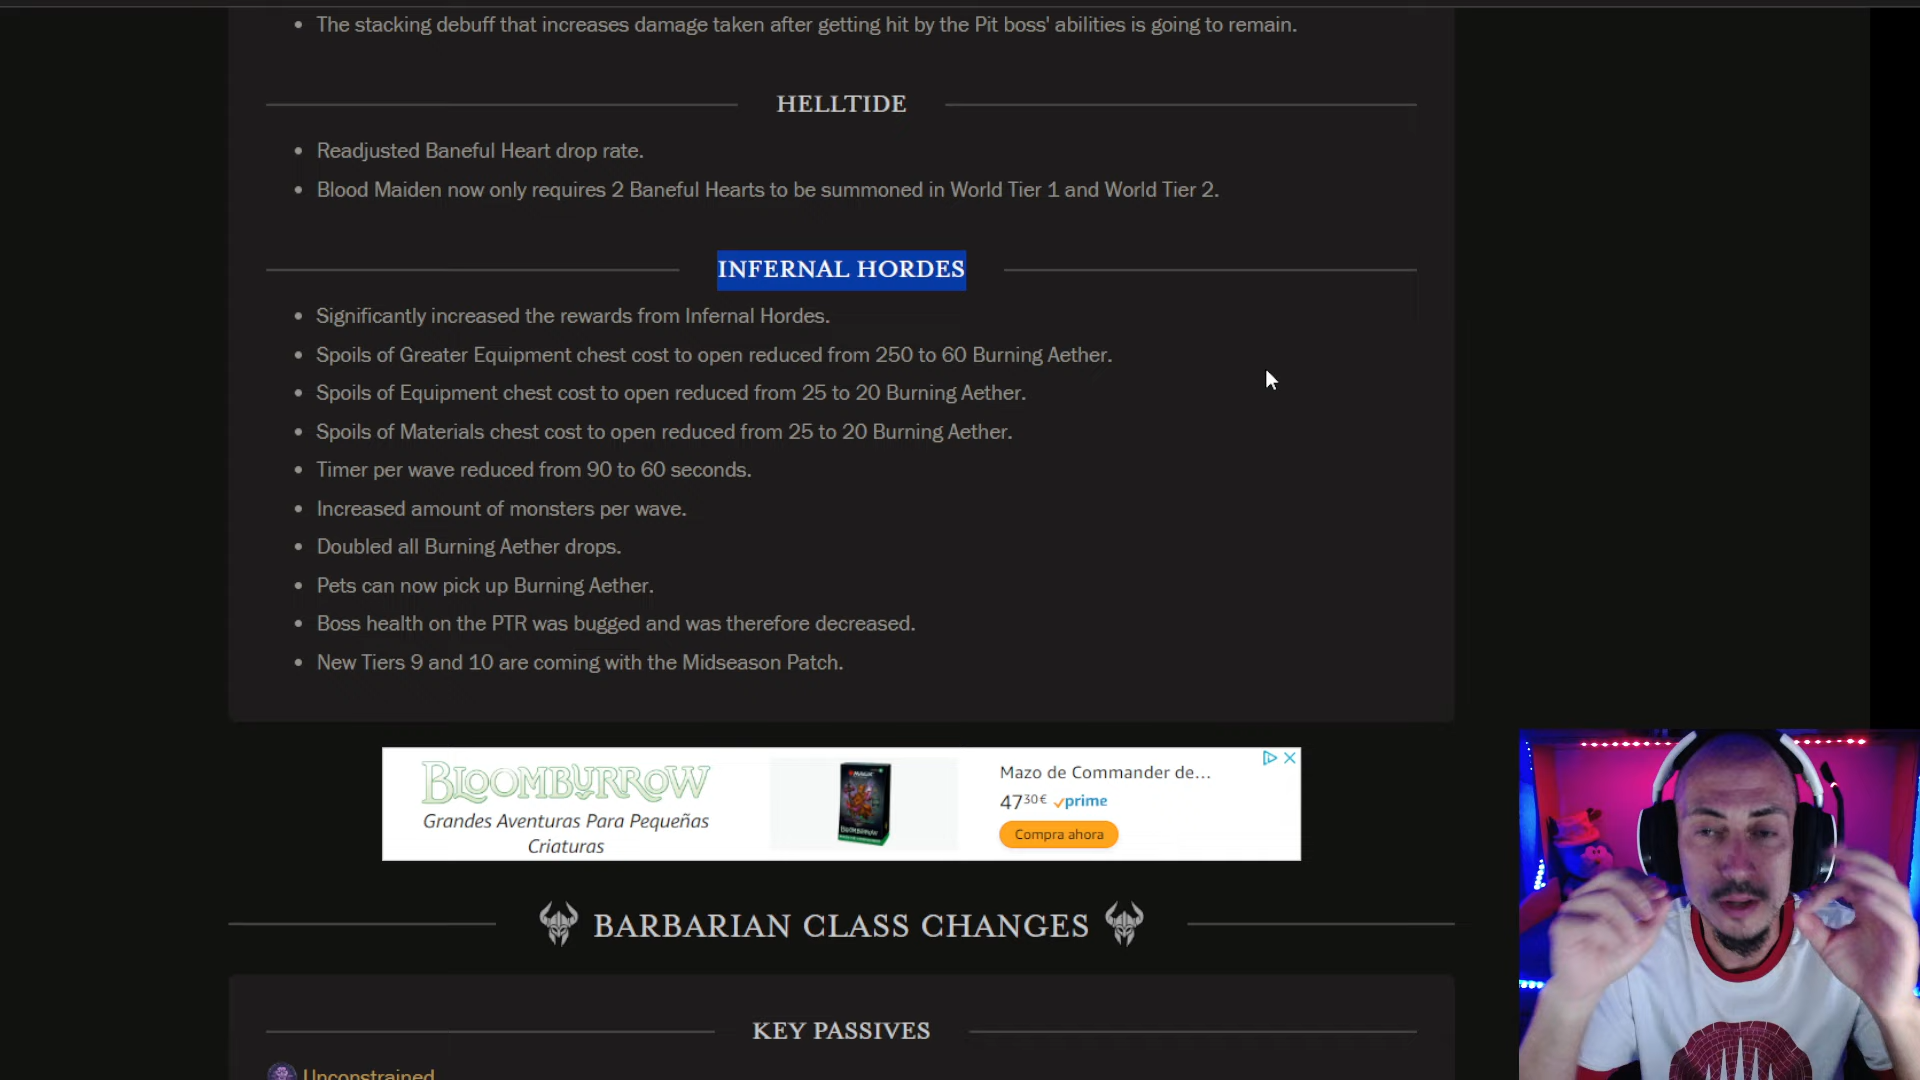 The stacking debuff that increases damage taken after getting hit by the Pit boss' abilities is going to remain.
HELLTIDE
Readjusted Baneful Heart drop rate.
Blood Maiden now only requires 2 Baneful Hearts to be summoned in World Tier 1 and World Tier 2.
INFERNAL HORDES
Significantly increased the rewards from Infernal Hordes.
Spoils of Greater Equipment chest cost to open reduced from 250 to 60 Burning Aether.
Spoils of Equipment chest cost to open reduced from 25 to 20 Burning Aether.
Spoils of Materials chest cost to open reduced from 25 to 20 Burning Aether.
Timer per wave reduced from 90 to 60 seconds.
Increased amount of monsters per wave.
Doubled all Burning Aether drops.
Pets can now pick up Burning Aether.
Boss health on the PTR was bugged and was therefore decreased.
New Tiers 9 and 10 are coming with the Midseason Patch.
BLOOMBURROW
Grandes Aventuras Para Pequeñas
Criaturas
Mazo de Commander de...
47³⁰€ prime
Compra ahora
BARBARIAN CLASS CHANGES
KEY PASSIVES
Unconstrained